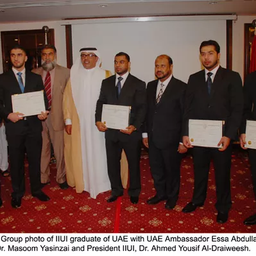 Group photo of IIUI graduate of UAE with UAE Ambassador Essa Abdulla
r. Masoom Yasinzai and President IIUI, Dr. Ahmed Yousif Al-Draiweesh.